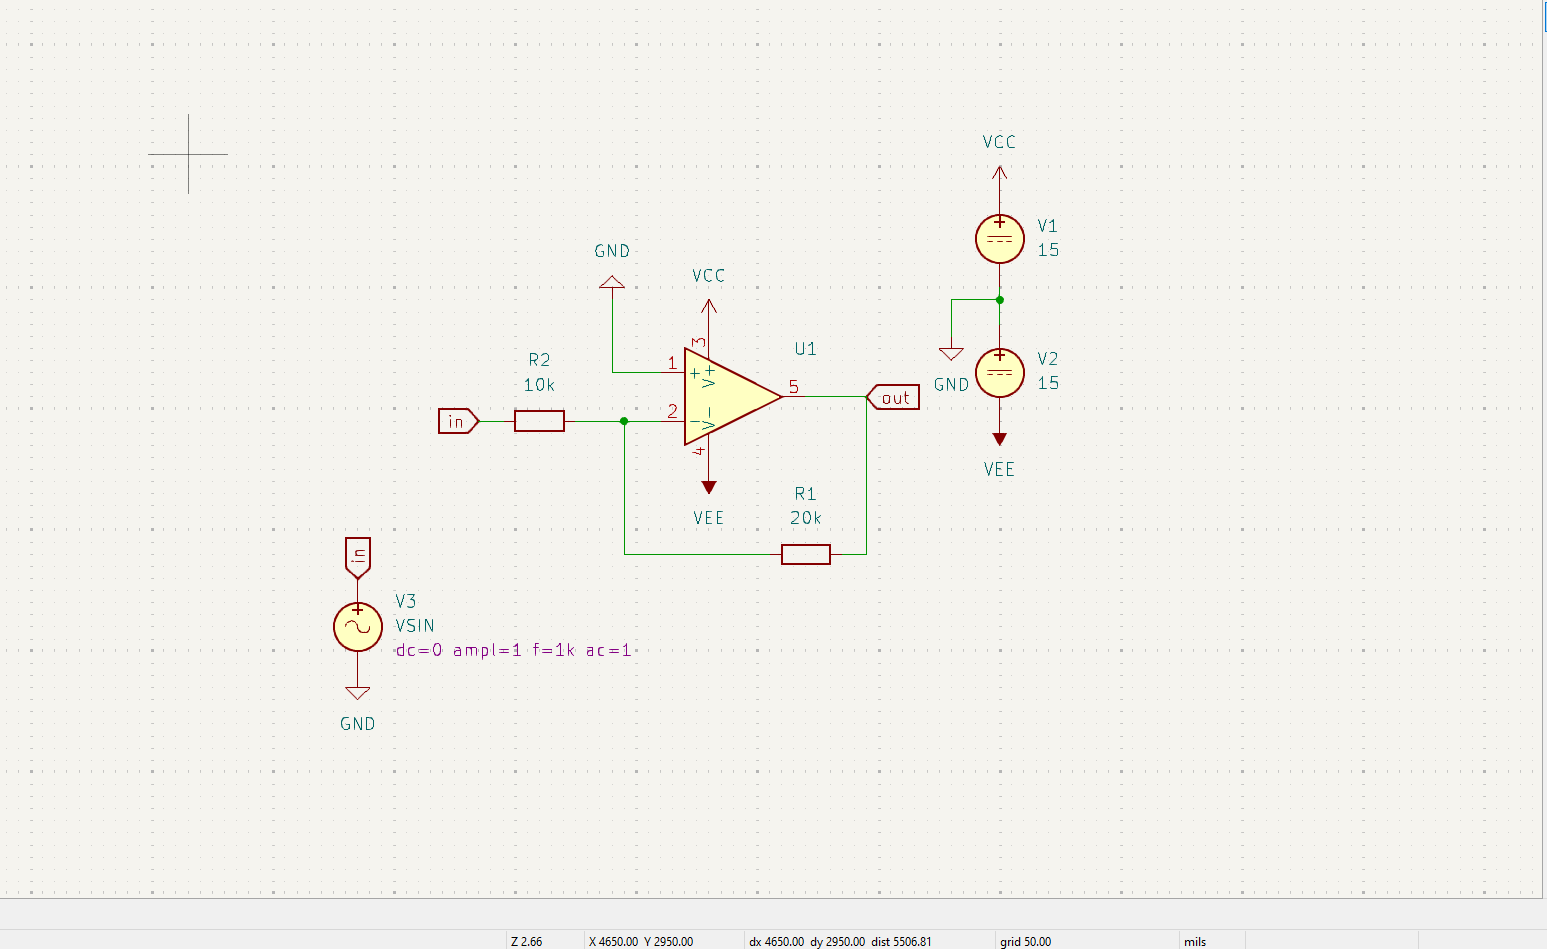 VCC
V1
15
GND
VCC
3
U1
R2
10k
1
+
V+
5
out
V2
15
GND
in
2
−
V−
4
VEE
VEE
R1
20k
in
V3
VSIN
dc=0 ampl=1 f=1k ac=1
GND
Z 2.66
X 4650.00 Y 2950.00
dx 4650.00 dy 2950.00 dist 5506.81
grid 50.00
mils